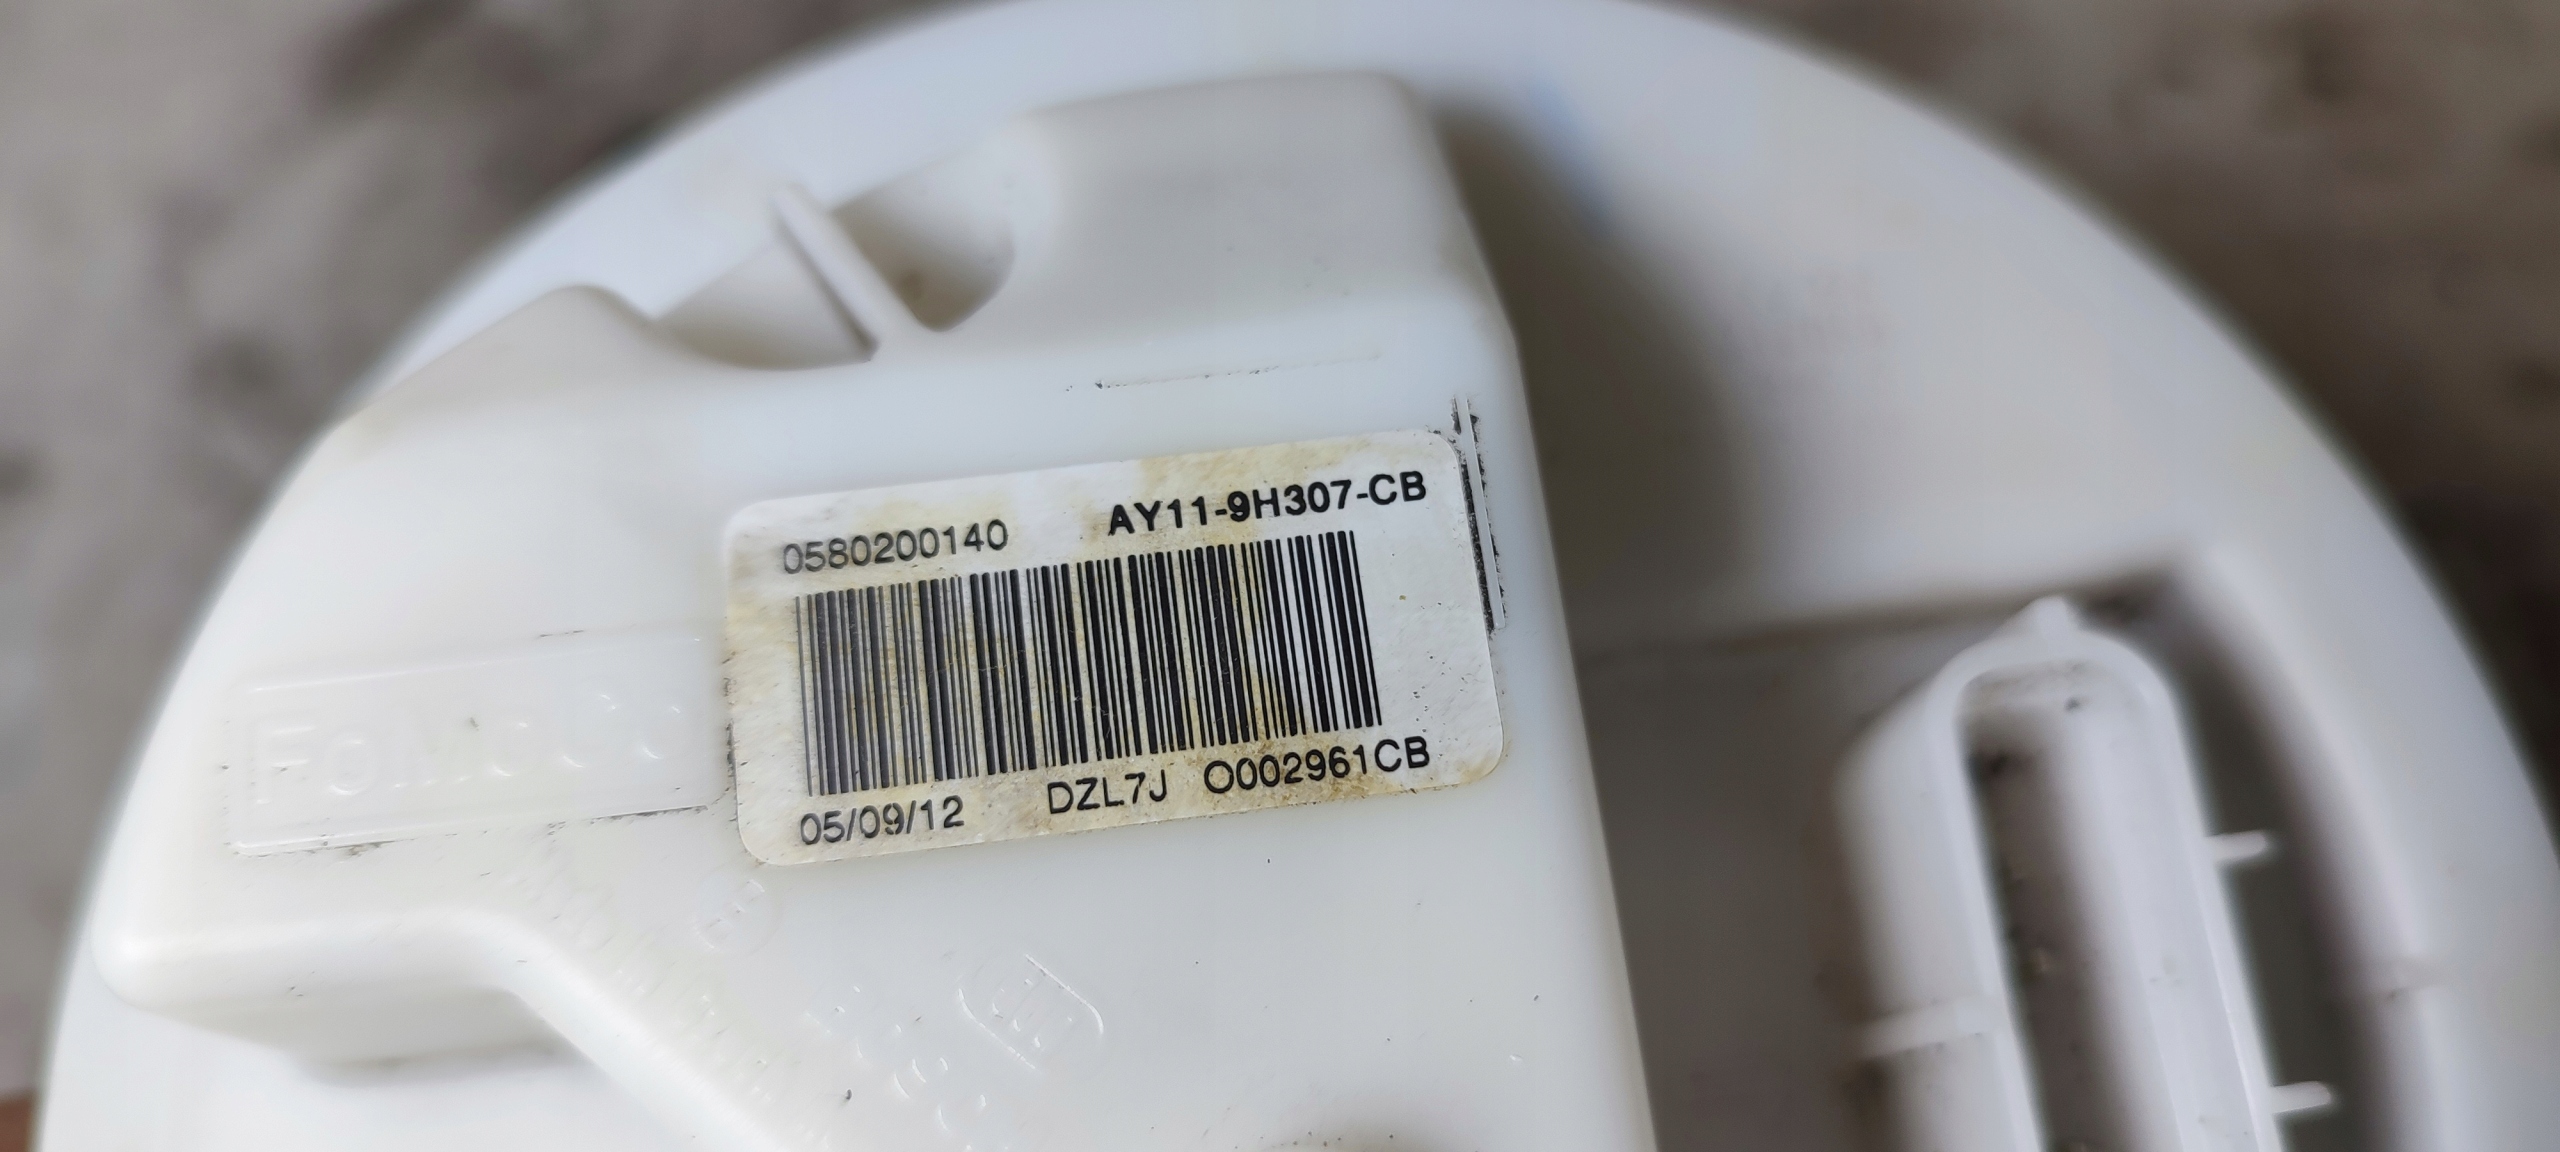 0580200140 AY11-9H307-CB
05/09/12 DZL7J O002961CB